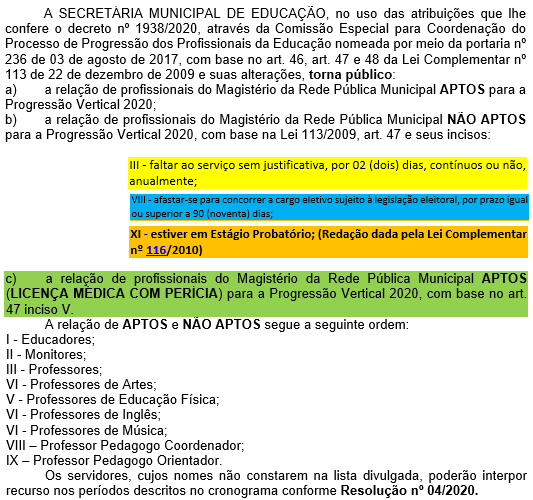 A SECRETÁRIA MUNICIPAL DE EDUCAÇÃO, no uso das atribuições que lhe
confere o decreto nº 1938/2020, através da Comissão Especial para Coordenação do
Processo de Progressão dos Profissionais da Educação nomeada por meio da portaria nº
236 de 03 de agosto de 2017, com base no art. 46, art. 47 e 48 da Lei Complementar nº
113 de 22 de dezembro de 2009 e suas alterações, torna público:
a) a relação de profissionais do Magistério da Rede Pública Municipal APTOS para a
Progressão Vertical 2020;
b) a relação de profissionais do Magistério da Rede Pública Municipal NÃO APTOS
para a Progressão Vertical 2020, com base na Lei 113/2009, art. 47 e seus incisos:
III - faltar ao serviço sem justificativa, por 02 (dois) dias, contínuos ou não,
anualmente;
VIII - afastar-se para concorrer a cargo eletivo sujeito à legislação eleitoral, por prazo igual
ou superior a 90 (noventa) dias;
XI - estiver em Estágio Probatório; (Redação dada pela Lei Complementar
nº 116/2010)
c) a relação de profissionais do Magistério da Rede Pública Municipal APTOS
(LICENÇA MÉDICA COM PERÍCIA) para a Progressão Vertical 2020, com base no art.
47 inciso V.
A relação de APTOS e NÃO APTOS segue a seguinte ordem:
I - Educadores;
II - Monitores;
III - Professores;
VI - Professores de Artes;
V - Professores de Educação Física;
VI - Professores de Inglês;
VI - Professores de Música;
VIII – Professor Pedagogo Coordenador;
IX – Professor Pedagogo Orientador.
Os servidores, cujos nomes não constarem na lista divulgada, poderão interpor
recurso nos períodos descritos no cronograma conforme Resolução nº 04/2020.